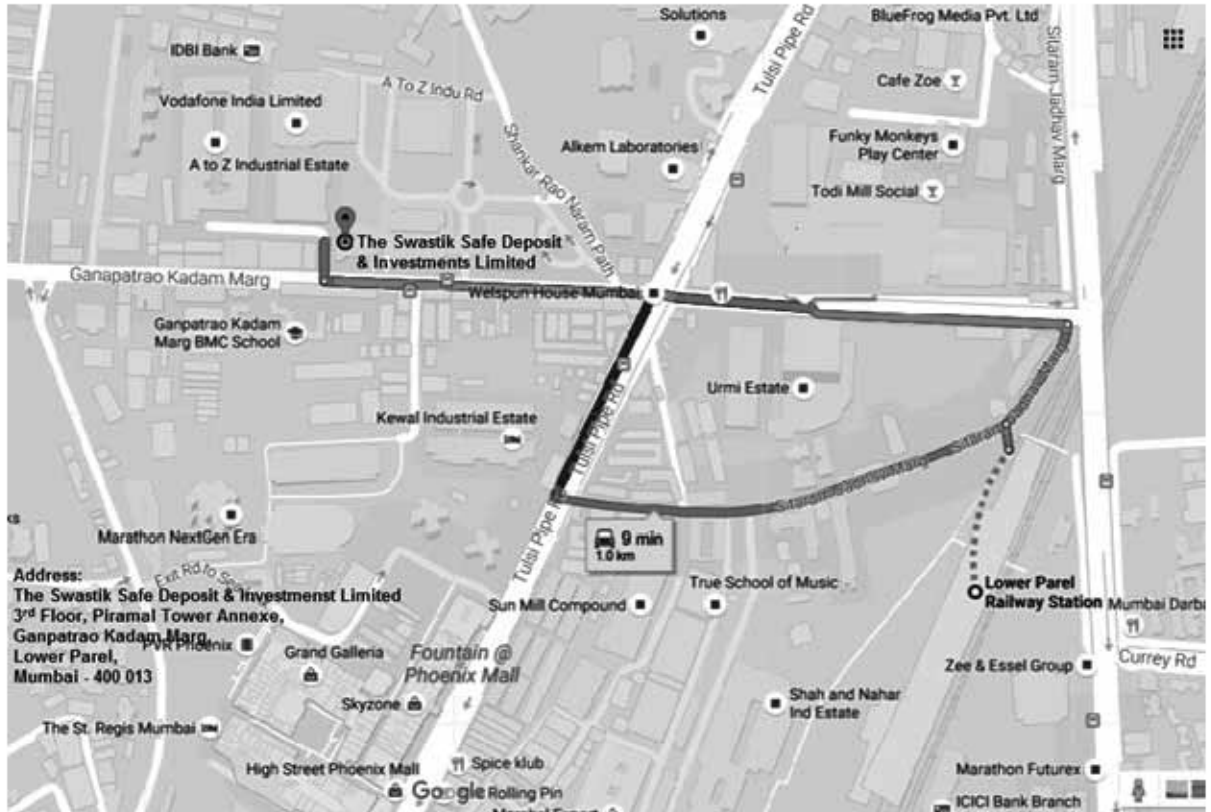 Solutions
BlueFrog Media Pvt. Ltd
Tulsi Pipe Rd
Sitaram Jadhav Marg
IDBI Bank
A To Z Indu Rd
Cafe Zoe
Vodafone India Limited
Shankar Rao Naram Path
A to Z Industrial Estate
Alkem Laboratories
Funky Monkeys
Play Center
Todi Mill Social
The Swastik Safe Deposit
& Investments Limited
Ganapatrao Kadam Marg
Welspun House Mumbai
Ganpatrao Kadam
Marg BMC School
Urmi Estate
Kewal Industrial Estate
Tulsi Pipe Rd
Marathon NextGen Era
9 min
1.0 km
Tulsi Pipe
Exit Rd to
Address:
The Swastik Safe Deposit & Investmenst Limited
3rd Floor, Piramal Tower Annexe,
Ganpatrao Kadam Marg,
Lower Parel,
Mumbai - 400 013
PVR Phoenix
True School of Music
Sun Mill Compound
Lower Parel
Railway Station
Mumbai Darba
Grand Galleria
Fountain @
Phoenix Mall
Zee & Essel Group
Currey Rd
Skyzone
Shah and Nahar
Ind Estate
The St. Regis Mumbai
High Street Phoenix Mall
Spice klub
Google
Rolling Pin
Marathon Futurex
ICICI Bank Branch